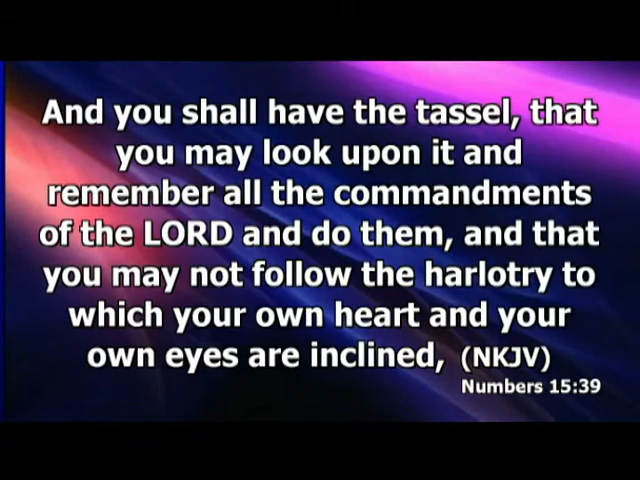 And you shall have the tassel, that
you may look upon it and
remember all the commandments
of the LORD and do them, and that
you may not follow the harlotry to
which your own heart and your
own eyes are inclined, (NKJV)
Numbers 15:39